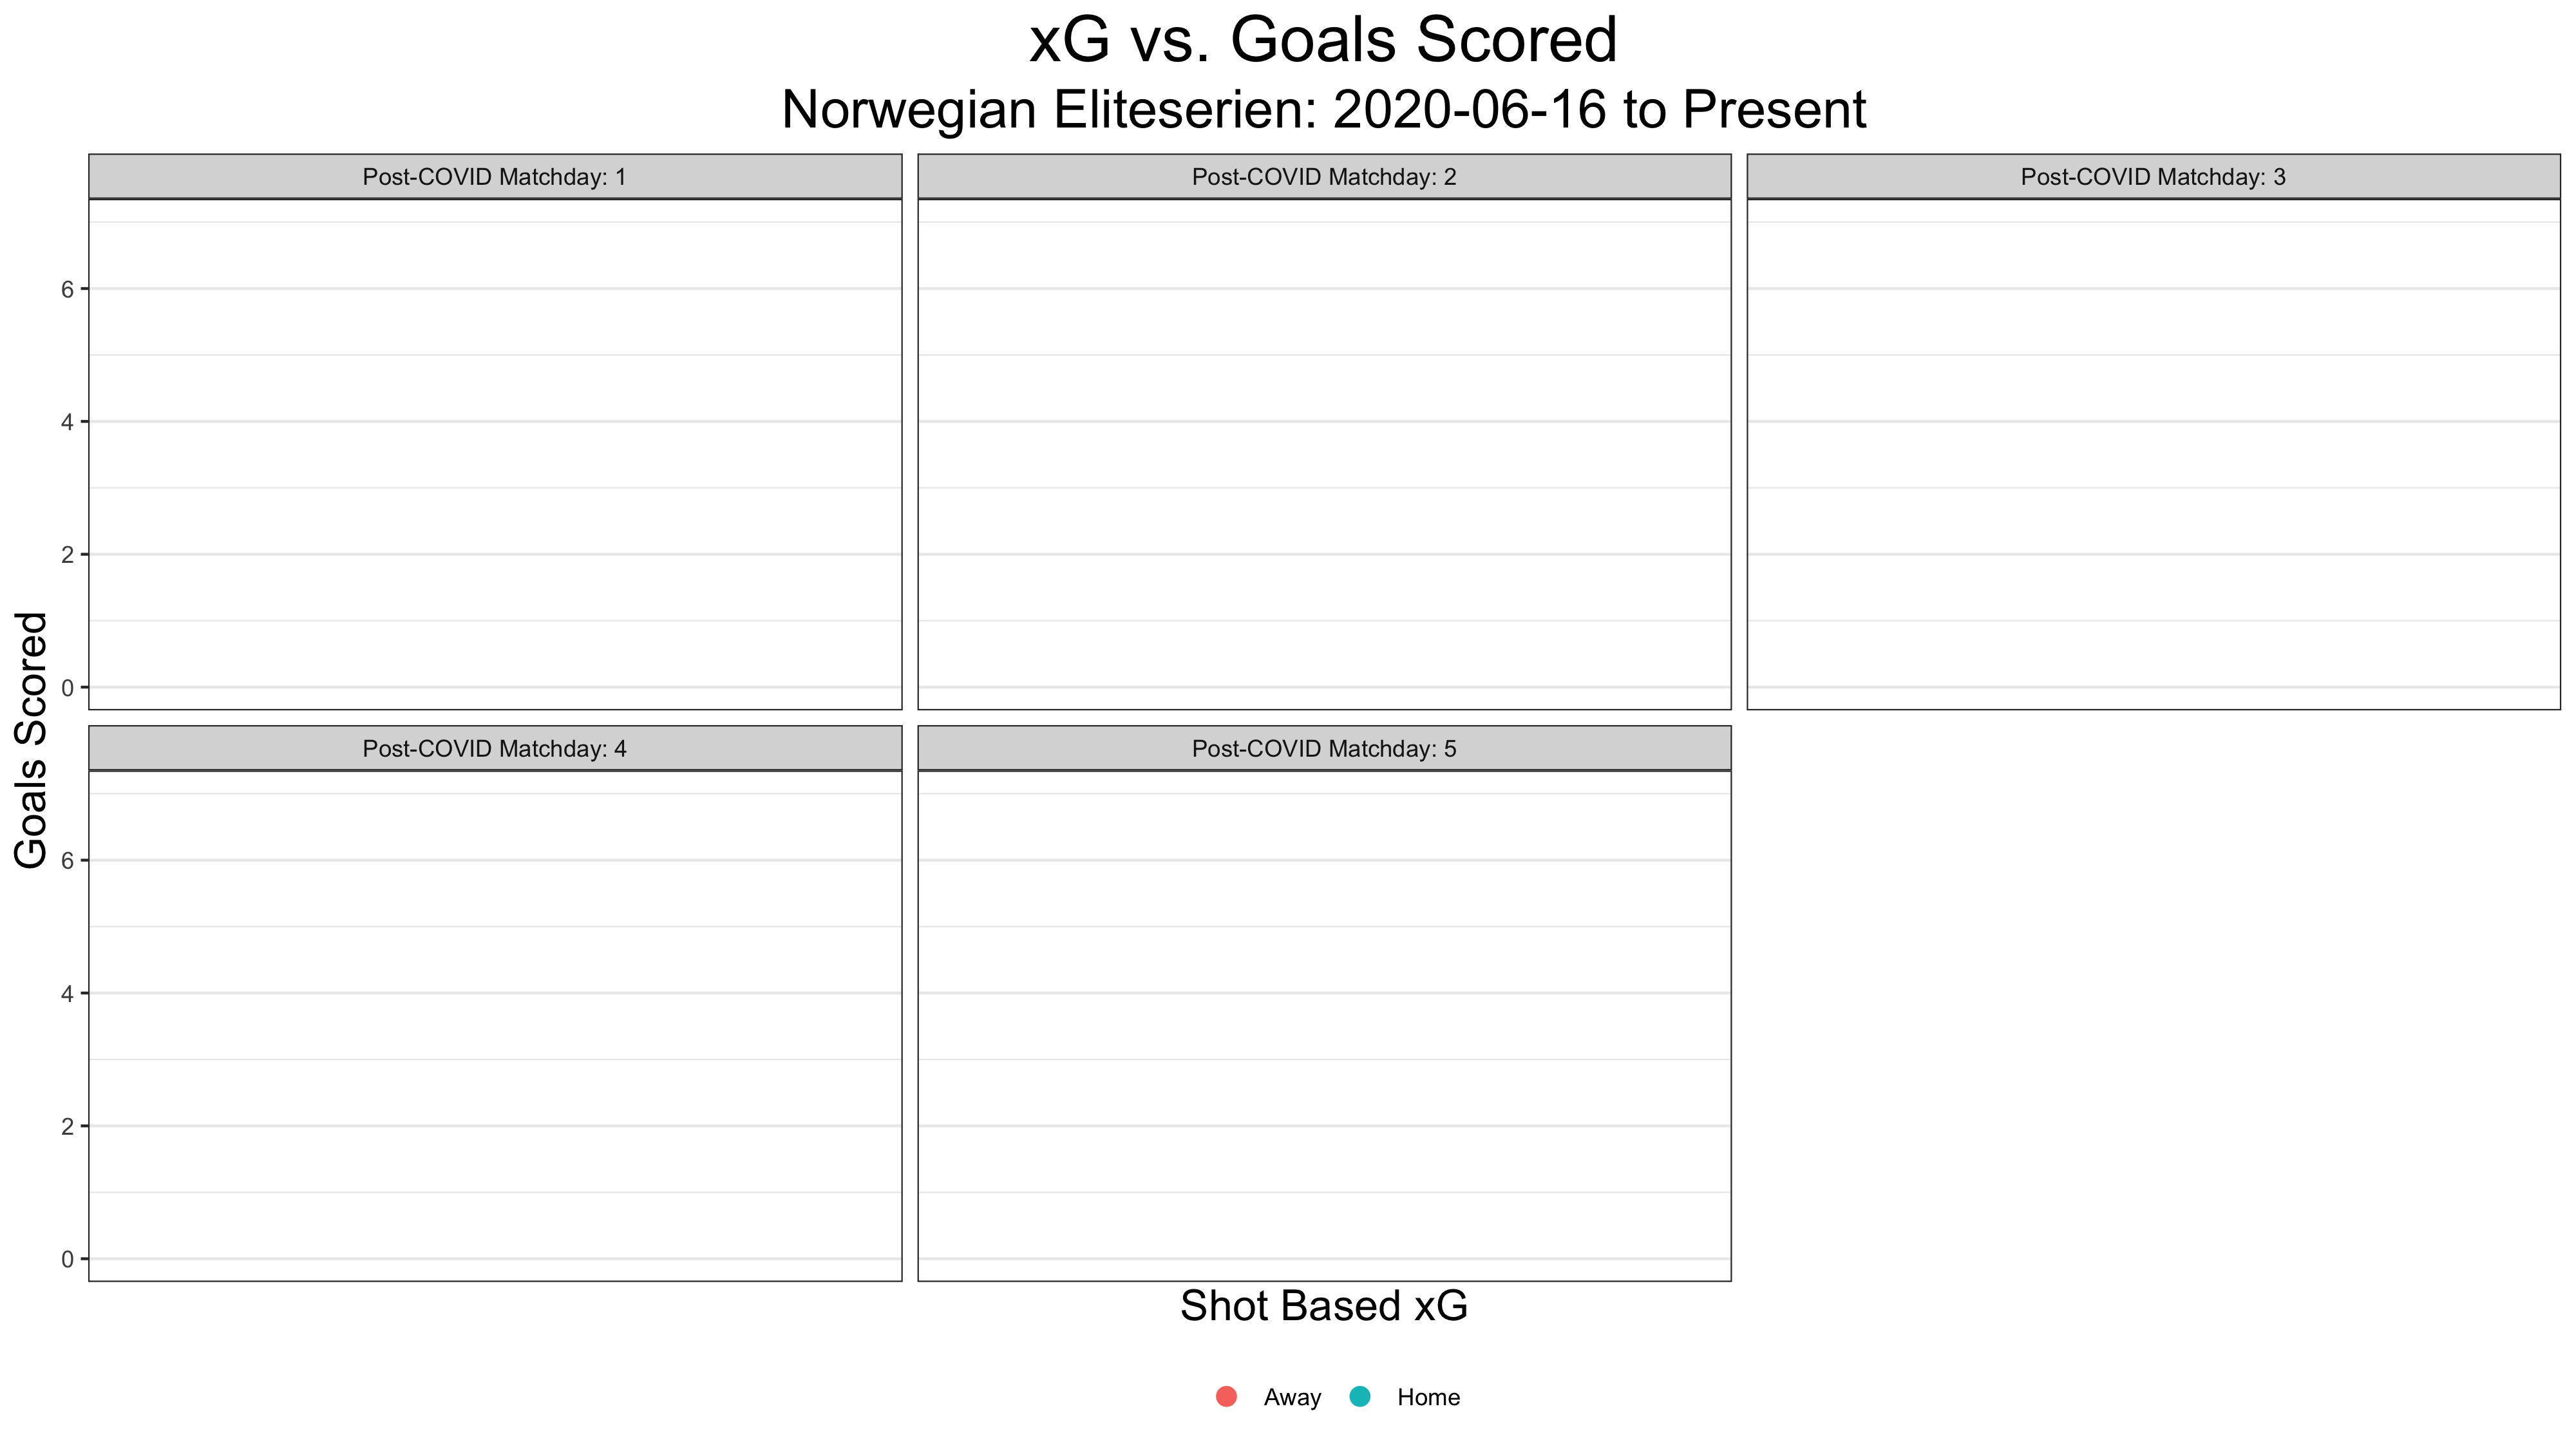 xG vs. Goals Scored
Norwegian Eliteserien: 2020-06-16 to Present
Post-COVID Matchday: 1
Post-COVID Matchday: 2
Post-COVID Matchday: 3
6
4
2
0
Goals Scored
Post-COVID Matchday: 4
Post-COVID Matchday: 5
6
4
2
0
Shot Based xG
Away
Home